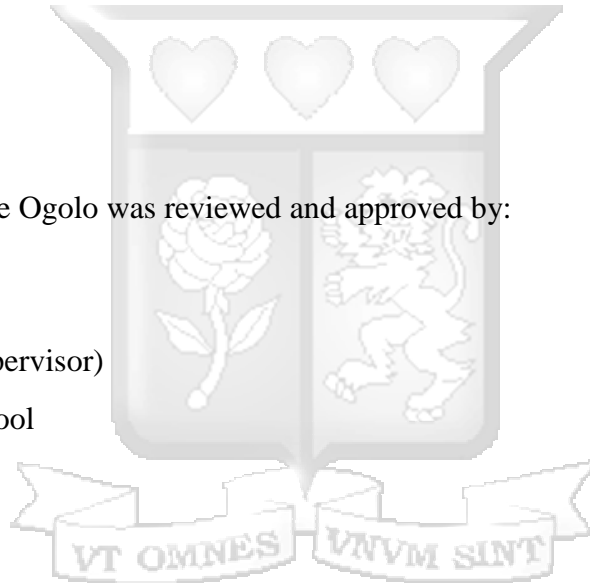 e Ogolo was reviewed and approved by:
pervisor)
ool
VT OMNES VNVM SINT